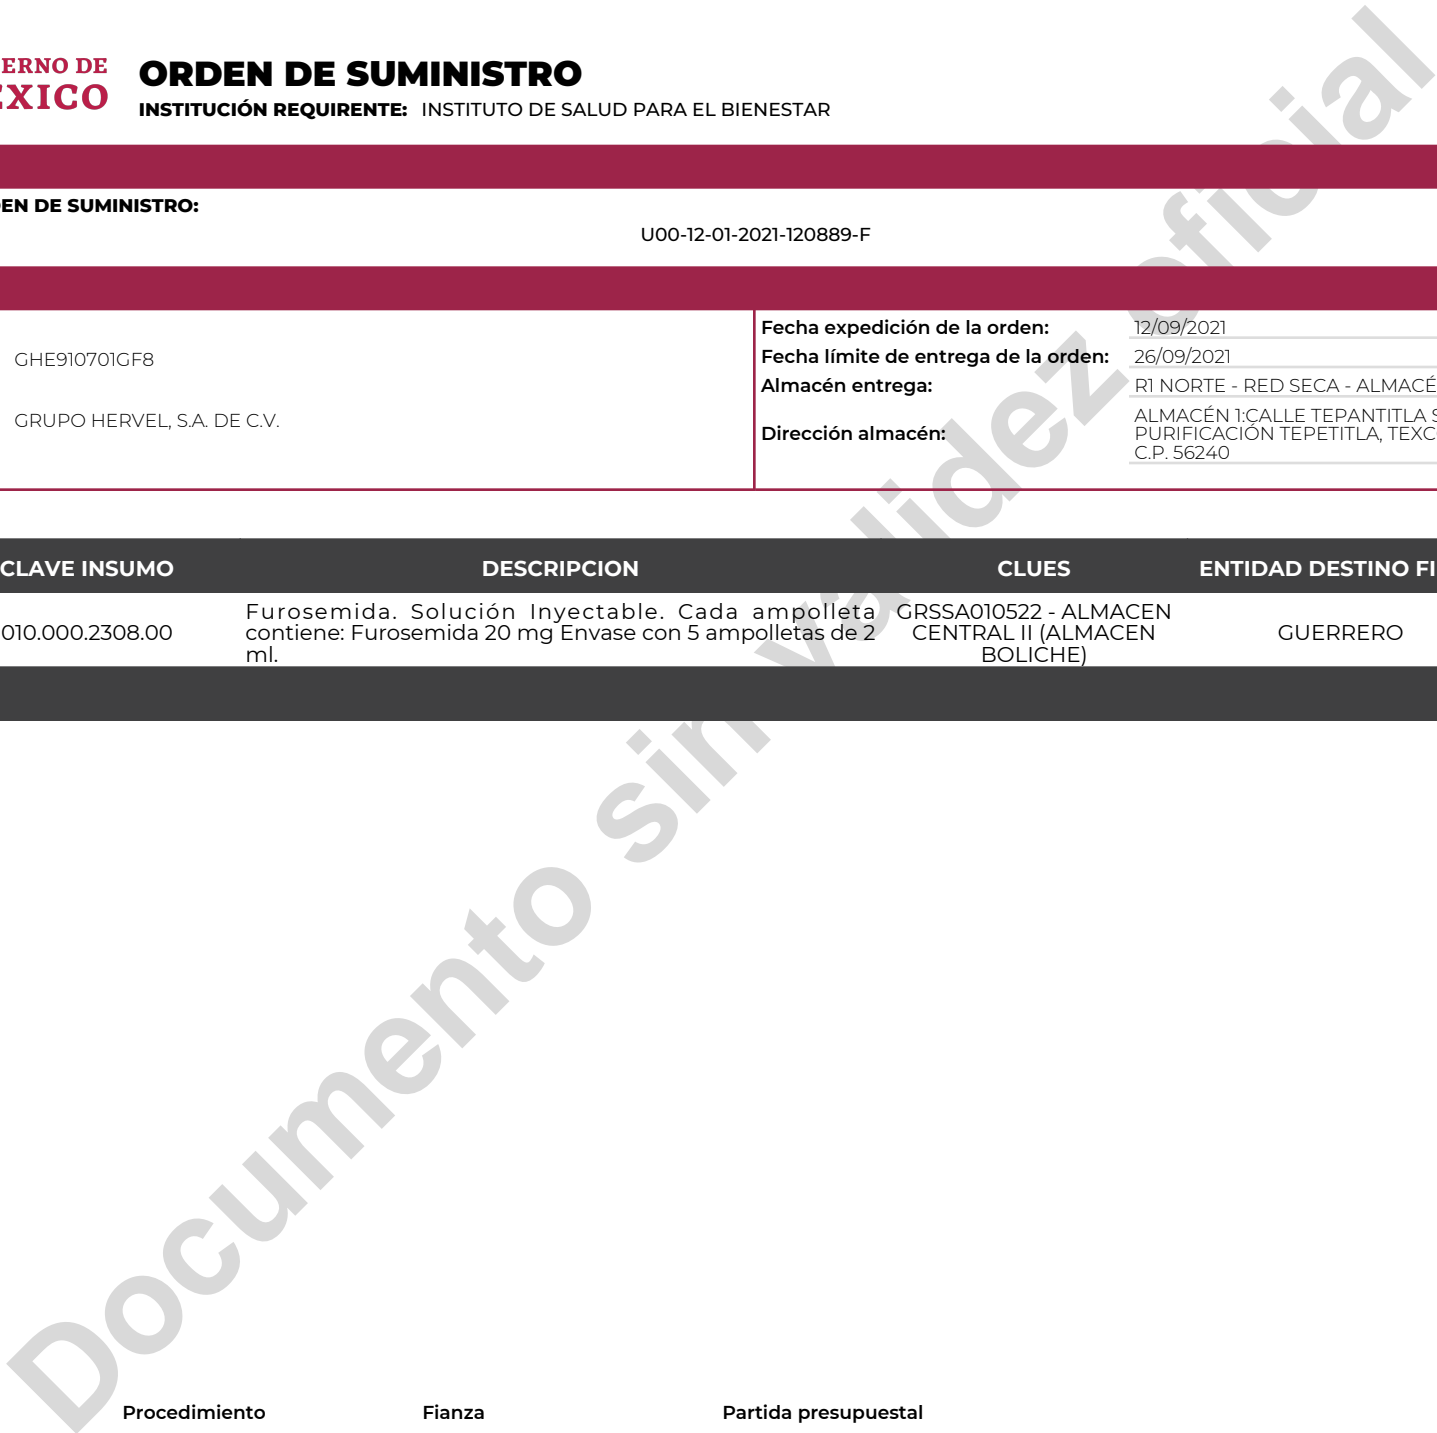 ERNO DE
EXICO
ORDEN DE SUMINISTRO
INSTITUCIÓN REQUIRENTE: INSTITUTO DE SALUD PARA EL BIENESTAR
EN DE SUMINISTRO:
U00-12-01-2021-120889-F
GHE910701GF8
GRUPO HERVEL, S.A. DE C.V.
Fecha expedición de la orden: 12/09/2021
Fecha límite de entrega de la orden: 26/09/2021
Almacén entrega: R1 NORTE - RED SECA - ALMACÉ
Dirección almacén: ALMACÉN 1:CALLE TEPANTITLA S
PURIFICACIÓN TEPETITLA, TEXC
C.P. 56240
CLAVE INSUMO DESCRIPCION CLUES ENTIDAD DESTINO FI
010.000.2308.00
Furosemida. Solución Inyectable. Cada ampolleta
contiene: Furosemida 20 mg Envase con 5 ampolletas de 2
ml.
GRSSA010522 - ALMACEN
CENTRAL II (ALMACEN
BOLICHE)
GUERRERO
Documento sin validez oficial
Procedimiento Fianza Partida presupuestal